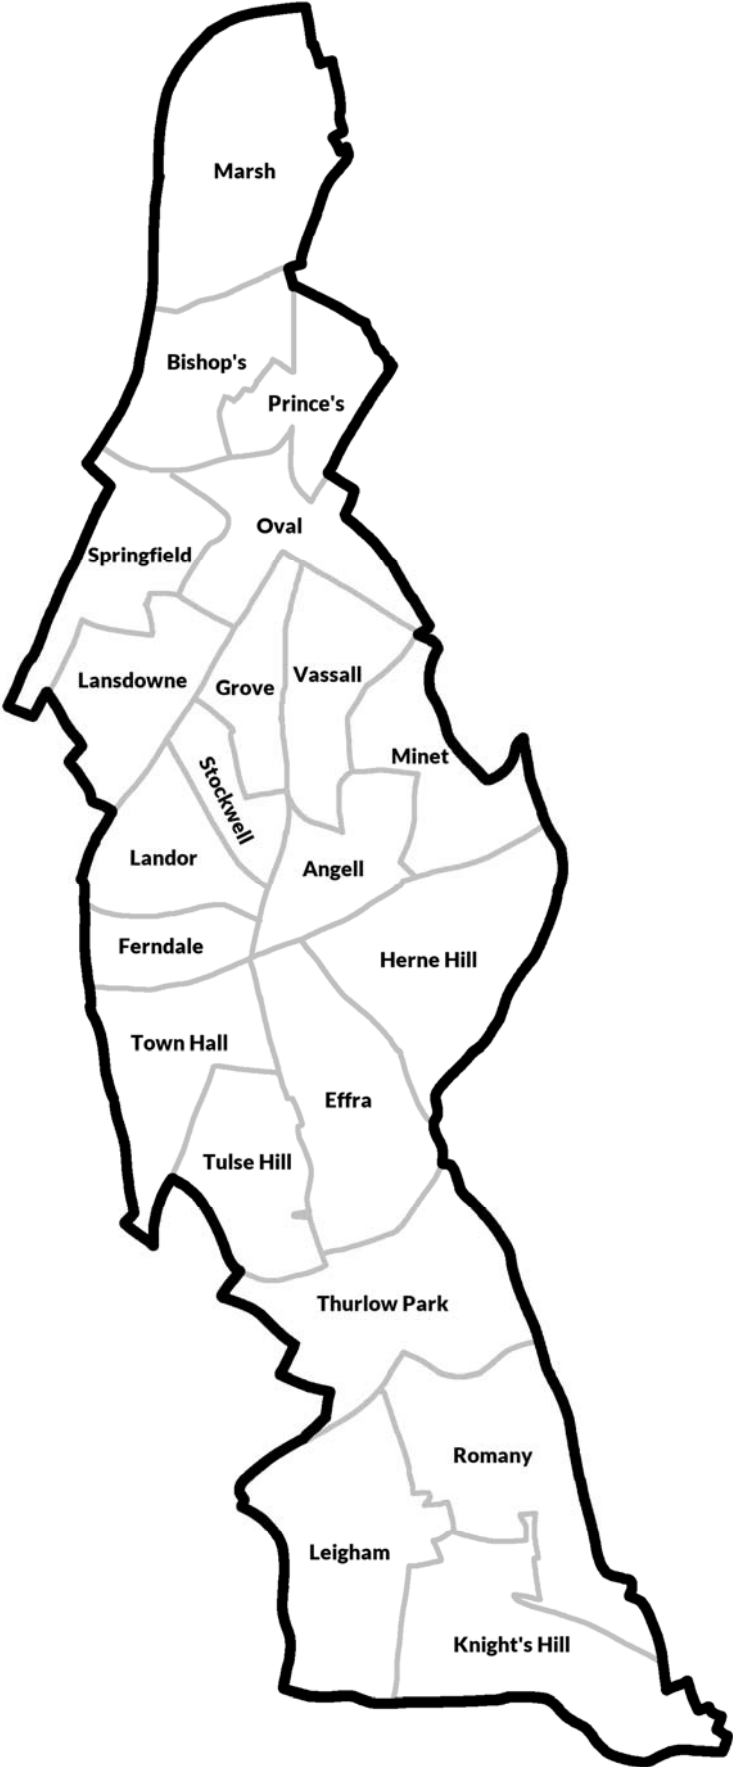 Marsh
Bishop's
Prince's
Oval
Springfield
Lansdowne
Grove
Vassall
Minet
Stockwell
Landor
Angell
Ferndale
Herne Hill
Town Hall
Effra
Tulse Hill
Thurlow Park
Romany
Leigham
Knight's Hill